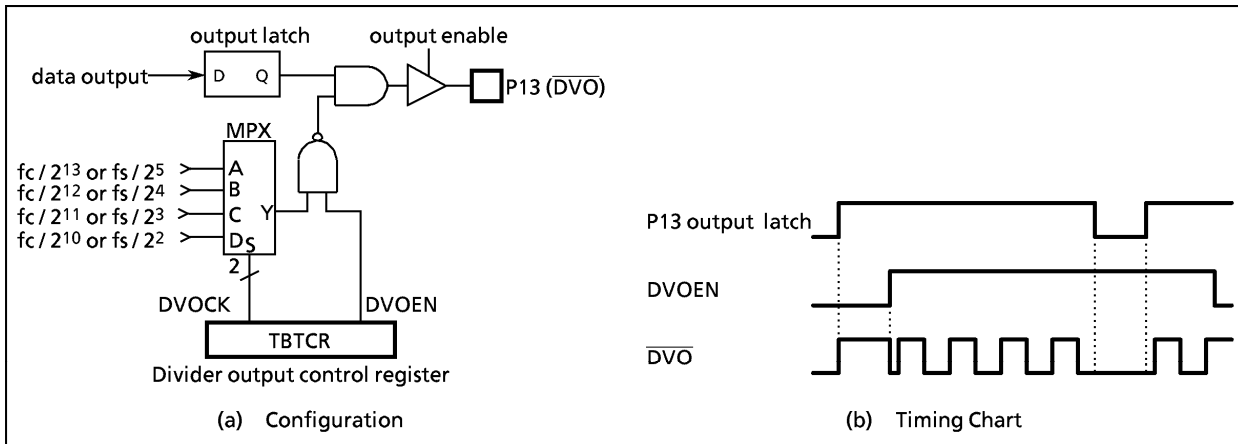 output latch
output enable
data output
D Q
P13 (D̅V̅O̅)
MPX
fc / 2¹³ or fs / 2⁵
A
fc / 2¹² or fs / 2⁴
B
fc / 2¹¹ or fs / 2³
C
Y
fc / 2¹⁰ or fs / 2²
D
S
2
DVOCK
DVOEN
TBTCR
Divider output control register
(a) Configuration
P13 output latch
DVOEN
D̅V̅O̅
(b) Timing Chart